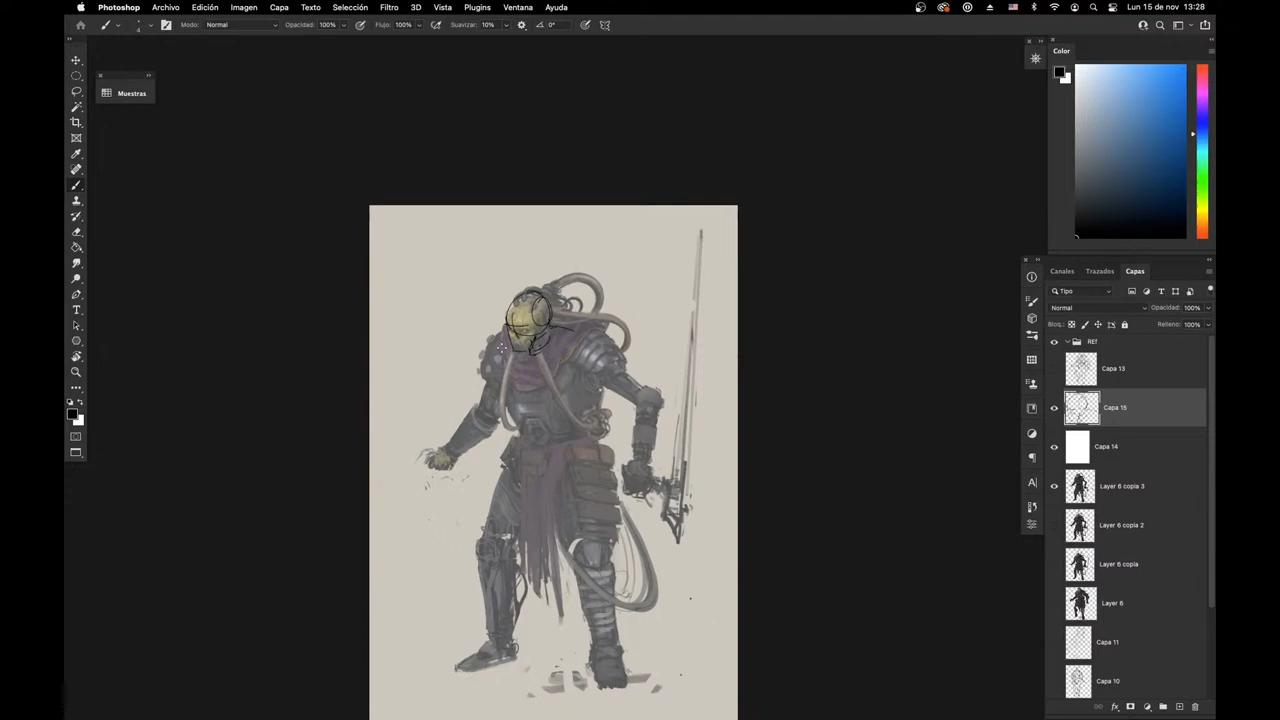 Photoshop Archivo Edición Imagen Capa Texto Selección Filtro 3D Vista Plugins Ventana Ayuda Lun 15 de nov 13:28
4 Modo: Normal Opacidad: 100% Flujo: 100% Suavizar: 10% 0°
Color
Muestras
Canales Trazados Capas
Tipo
Normal Opacidad: 100%
Bloq.: Relleno: 100%
REf
Capa 13
Capa 15
Capa 14
Layer 6 copia 3
Layer 6 copia 2
Layer 6 copia
Layer 6
Capa 11
Capa 10
fx